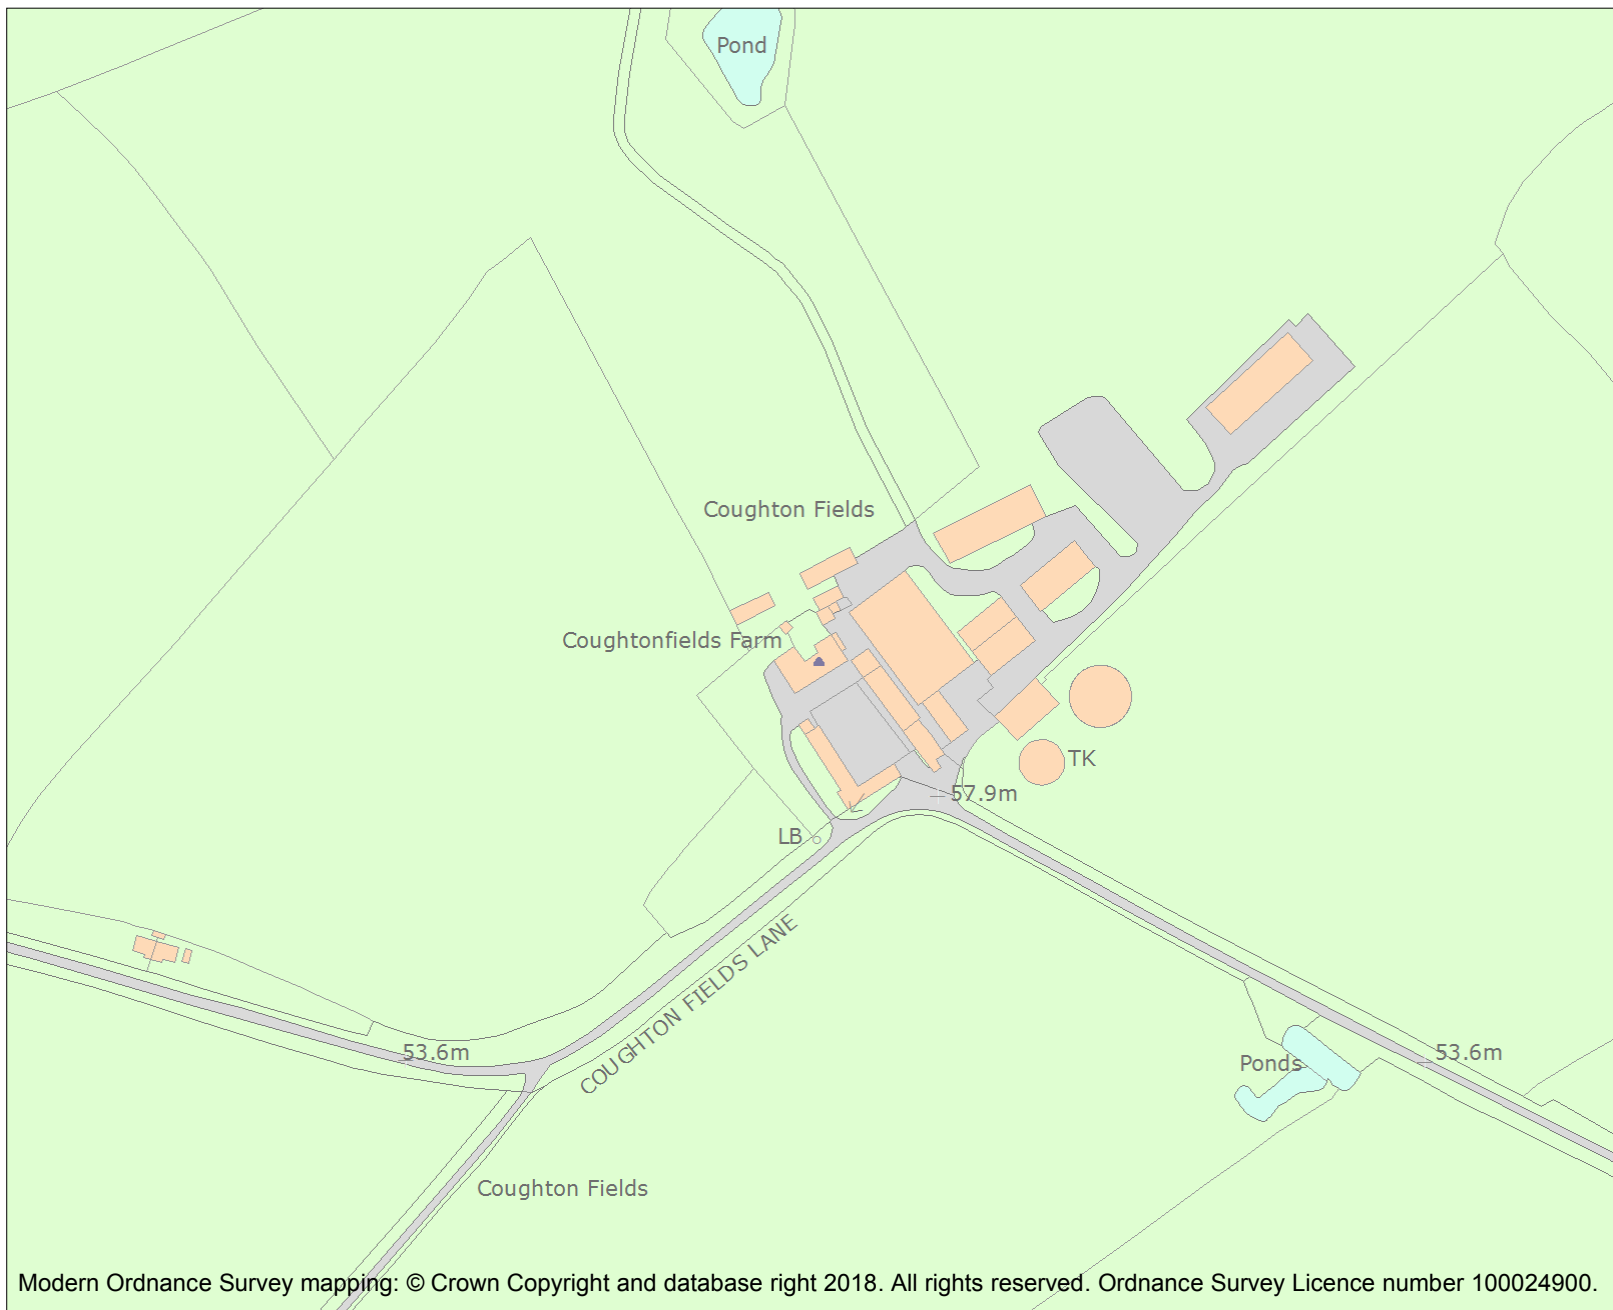 Pond
Coughton Fields
Coughtonfields Farm
TK
57.9m
LB
COUGHTON FIELDS LANE
53.6m
53.6m
Ponds
Coughton Fields
Modern Ordnance Survey mapping: © Crown Copyright and database right 2018. All rights reserved. Ordnance Survey Licence number 100024900.